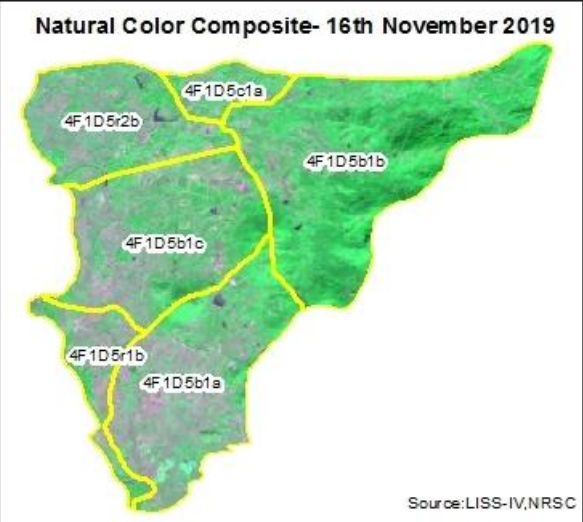 Natural Color Composite- 16th November 2019
4F1D5c1a
4F1D5r2b
4F1D5b1b
4F1D5b1c
4F1D5r1b
4F1D5b1a
Source:LISS-IV,NRSC